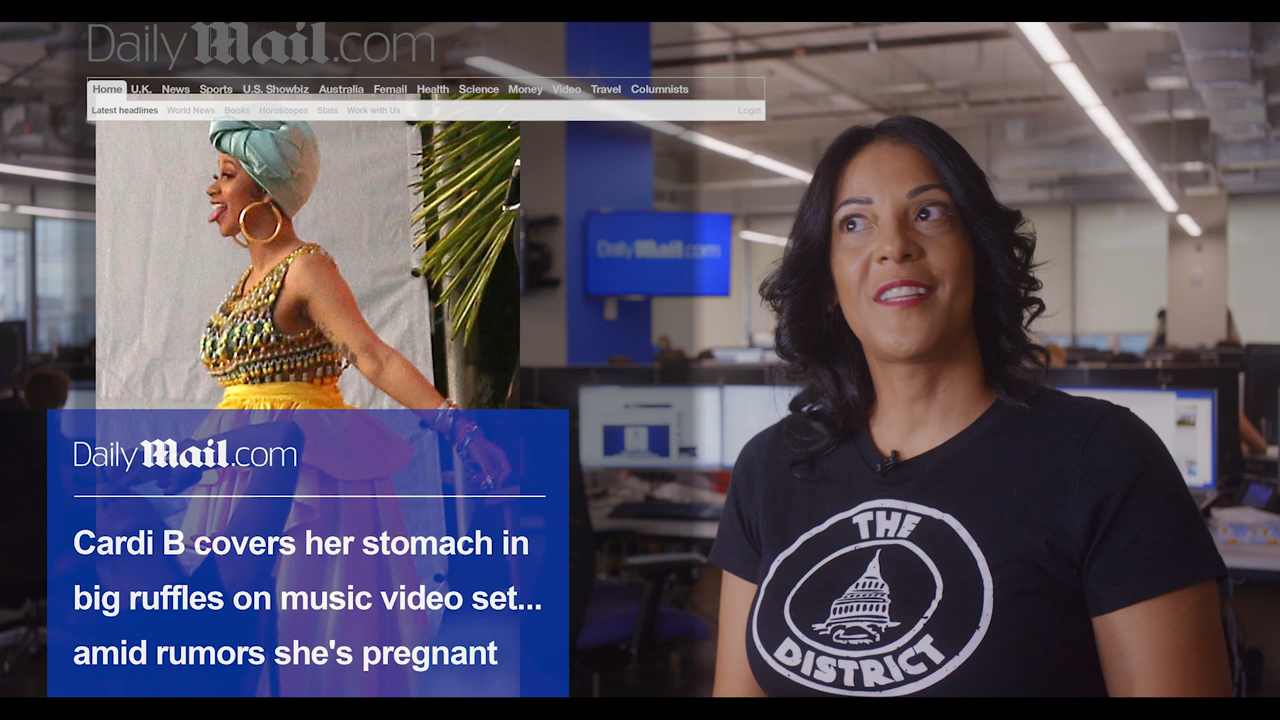 DailyMail.com
Home U.K. News Sports U.S. Showbiz Australia Femail Health Science Money Video Travel Columnists
Latest headlines World News Books Horoscopes Stats Work with Us Login
DailyMail.com
DailyMail.com
Cardi B covers her stomach in
big ruffles on music video set...
amid rumors she's pregnant
THE
DISTRICT